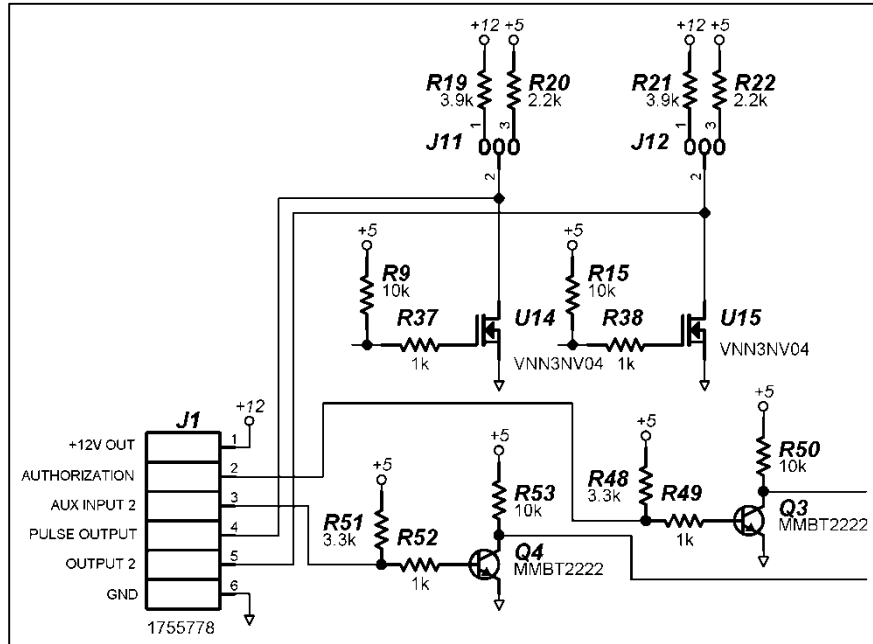 +12 +5 +12 +5
R19 R20 R21 R22
3.9k 2.2k 3.9k 2.2k
1 3 1 3
J11 J12
2 2
+5 +5
R9 R15
10k 10k
R37 U14 R38 U15
1k VNN3NV04 1k VNN3NV04
J1 +12
+12V OUT 1
AUTHORIZATION 2
AUX INPUT 2 3
PULSE OUTPUT 4
OUTPUT 2 5
GND 6
1755778
+5 +5 +5 +5
R51 R53 R48 R50
3.3k 10k 3.3k 10k
R52 Q4 R49 Q3
1k MMBT2222 1k MMBT2222